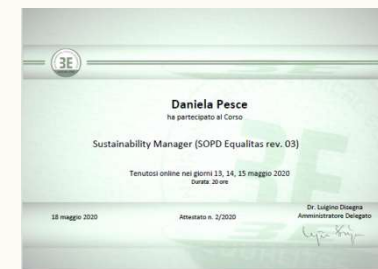 3E
Daniela Pesce
ha partecipato al Corso
Sustainability Manager (SOPD Equalitas rev. 03)
Tenutosi online nei giorni 13, 14, 15 maggio 2020
Durata: 20 ore
18 maggio 2020
Attestato n. 2/2020
Dr. Luigino Disegna
Amministratore Delegato